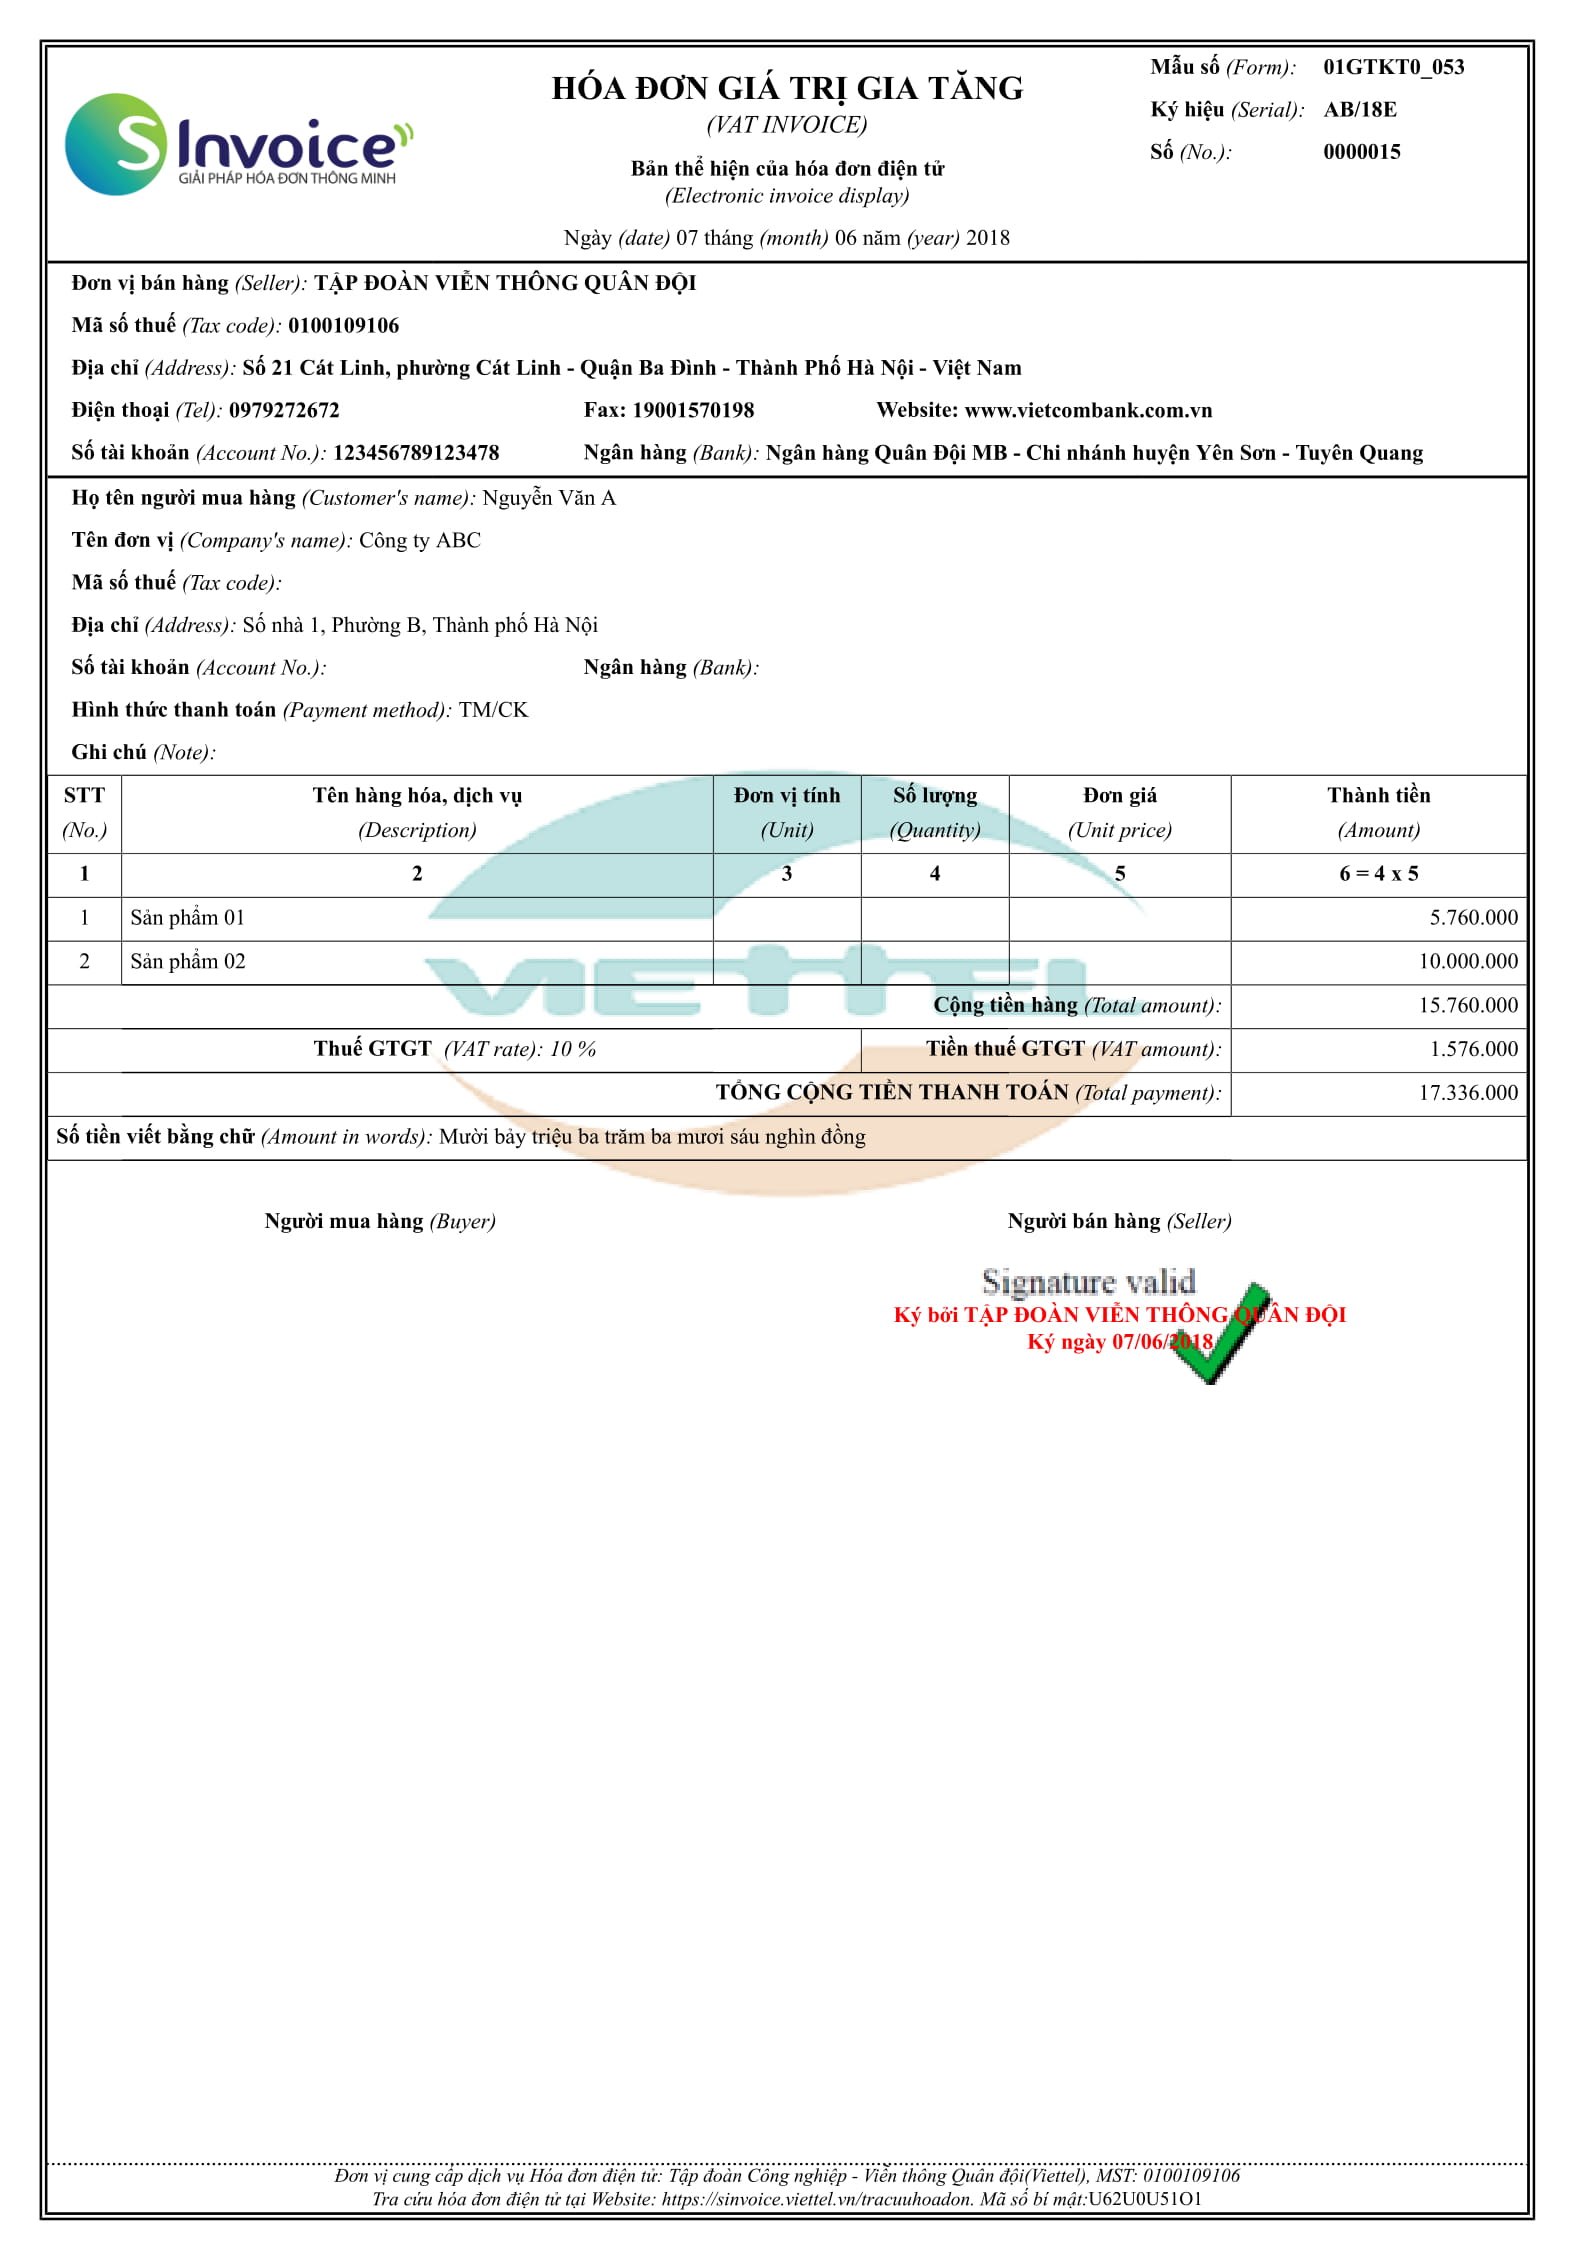 S Invoice
GIẢI PHÁP HÓA ĐƠN THÔNG MINH
HÓA ĐƠN GIÁ TRỊ GIA TĂNG
(VAT INVOICE)
Bản thể hiện của hóa đơn điện tử
(Electronic invoice display)
Ngày (date) 07 tháng (month) 06 năm (year) 2018
Mẫu số (Form): 01GTKT0_053
Ký hiệu (Serial): AB/18E
Số (No.): 0000015
Đơn vị bán hàng (Seller): TẬP ĐOÀN VIỄN THÔNG QUÂN ĐỘI
Mã số thuế (Tax code): 0100109106
Địa chỉ (Address): Số 21 Cát Linh, phường Cát Linh - Quận Ba Đình - Thành Phố Hà Nội - Việt Nam
Điện thoại (Tel): 0979272672 Fax: 19001570198 Website: www.vietcombank.com.vn
Số tài khoản (Account No.): 123456789123478 Ngân hàng (Bank): Ngân hàng Quân Đội MB - Chi nhánh huyện Yên Sơn - Tuyên Quang
Họ tên người mua hàng (Customer's name): Nguyễn Văn A
Tên đơn vị (Company's name): Công ty ABC
Mã số thuế (Tax code):
Địa chỉ (Address): Số nhà 1, Phường B, Thành phố Hà Nội
Số tài khoản (Account No.): Ngân hàng (Bank):
Hình thức thanh toán (Payment method): TM/CK
Ghi chú (Note):
STT Tên hàng hóa, dịch vụ Đơn vị tính Số lượng Đơn giá Thành tiền
(No.) (Description) (Unit) (Quantity) (Unit price) (Amount)
1 2 3 4 5 6 = 4 x 5
1 Sản phẩm 01 5.760.000
2 Sản phẩm 02 10.000.000
VIETTEL
Cộng tiền hàng (Total amount): 15.760.000
Thuế GTGT (VAT rate): 10 % Tiền thuế GTGT (VAT amount): 1.576.000
TỔNG CỘNG TIỀN THANH TOÁN (Total payment): 17.336.000
Số tiền viết bằng chữ (Amount in words): Mười bảy triệu ba trăm ba mươi sáu nghìn đồng
Người mua hàng (Buyer) Người bán hàng (Seller)
Signature valid
Ký bởi TẬP ĐOÀN VIỄN THÔNG QUÂN ĐỘI
Ký ngày 07/06/2018
Đơn vị cung cấp dịch vụ Hóa đơn điện tử: Tập đoàn Công nghiệp - Viễn thông Quân đội(Viettel), MST: 0100109106
Tra cứu hóa đơn điện tử tại Website: https://sinvoice.viettel.vn/tracuuhoadon. Mã số bí mật:U62U0U51O1